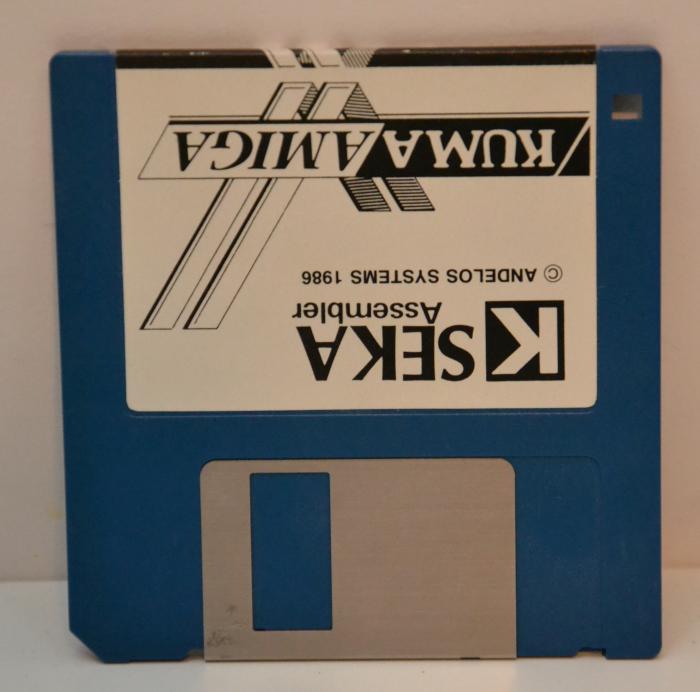 K SEKA
Assembler
© ANDELOS SYSTEMS 1986
KUMA AMIGA